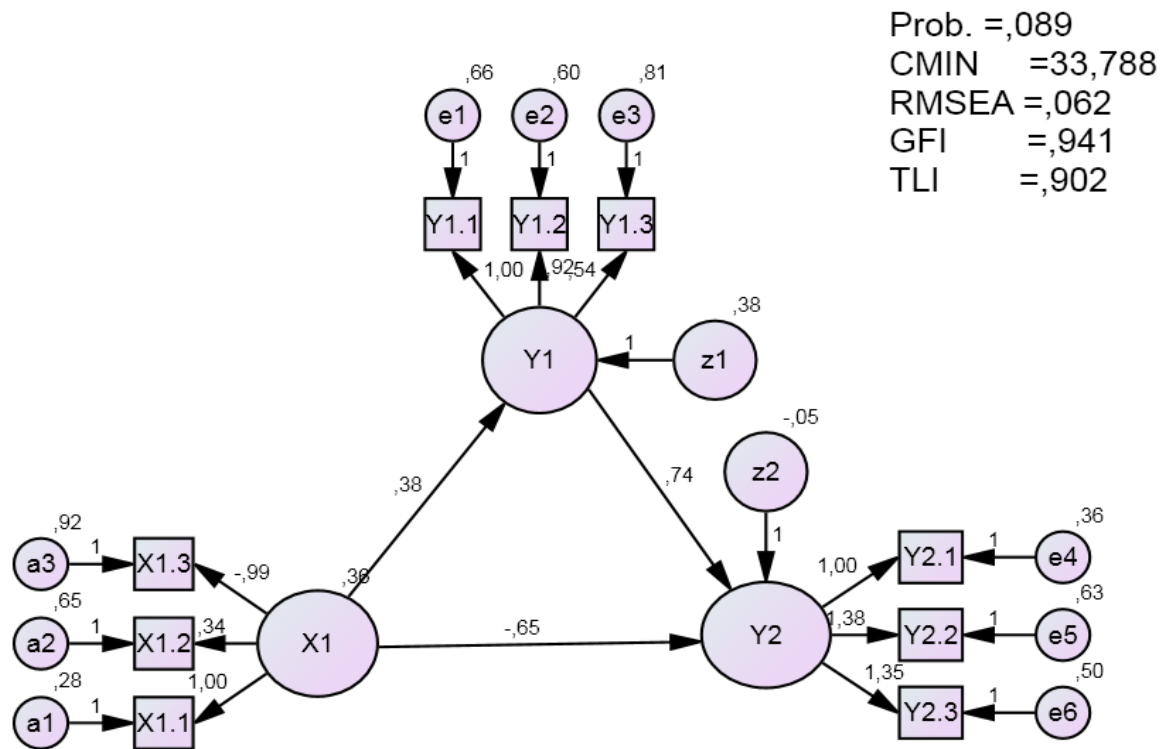 Prob. =,089
CMIN =33,788
RMSEA =,062
GFI =,941
TLI =,902
,66 ,60 ,81
e1 e2 e3
1 1 1
Y1.1 Y1.2 Y1.3
1,00 ,92 ,54
,38
Y1 1 z1
-,05
z2
,38 ,74
1
,92 ,36
a3 1 X1.3 -,99 ,36 1,00 Y2.1 1 e4
,65 ,63
a2 1 X1.2 ,34 X1 -,65 Y2 1,38 Y2.2 1 e5
,28 ,50
a1 1 X1.1 1,00 1,35 Y2.3 1 e6